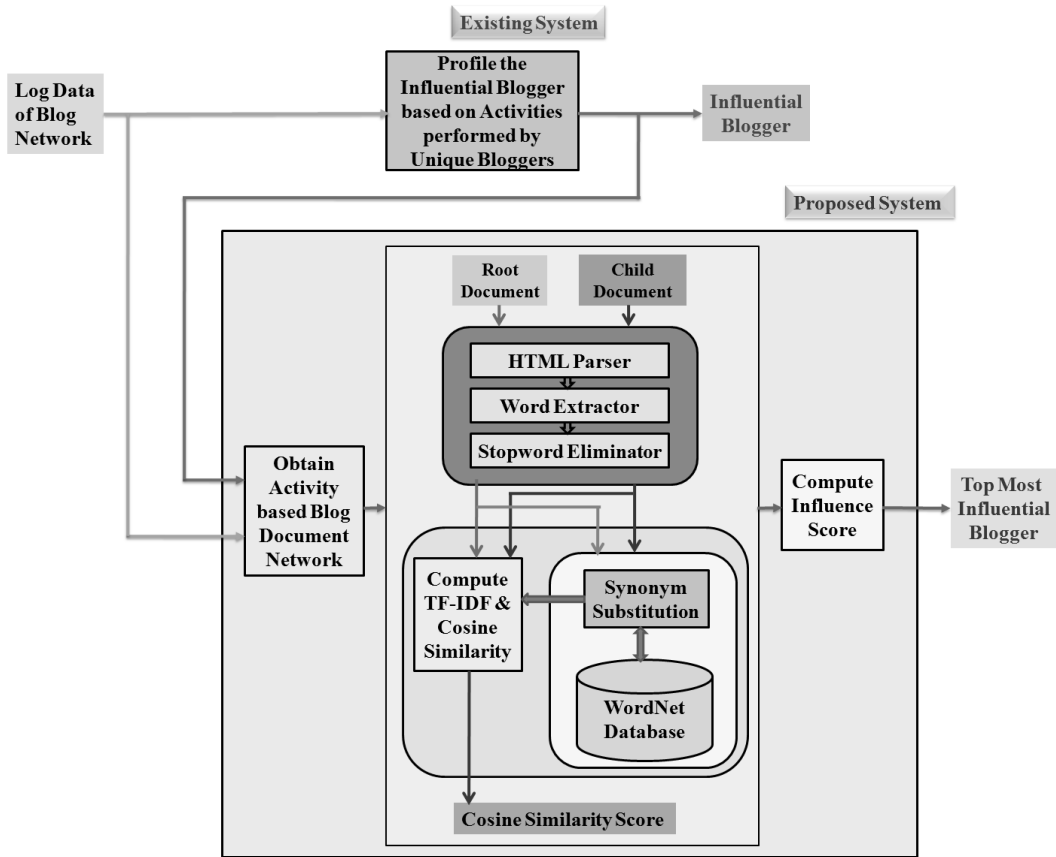 Existing System
Log Data
of Blog
Network
Profile the
Influential Blogger
based on Activities
performed by
Unique Bloggers
Influential
Blogger
Proposed System
Root
Document
Child
Document
HTML Parser
Word Extractor
Stopword Eliminator
Obtain
Activity
based Blog
Document
Network
Compute
TF-IDF &
Cosine
Similarity
Synonym
Substitution
WordNet
Database
Cosine Similarity Score
Compute
Influence
Score
Top Most
Influential
Blogger